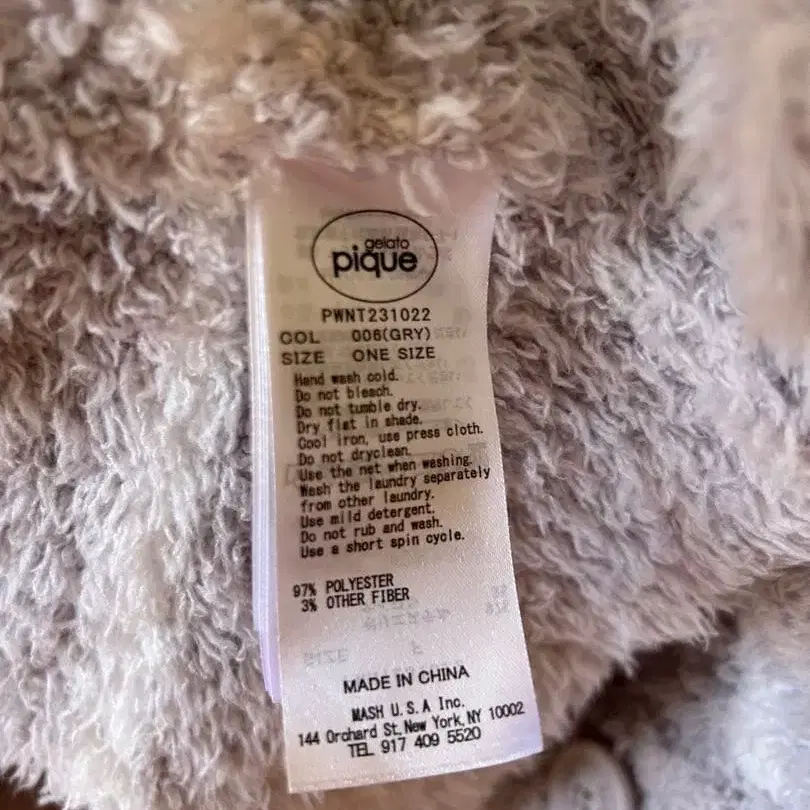 gelato
pique
PWNT231022
COL 006(GRY)
SIZE ONE SIZE
Hand wash cold.
Do not bleach.
Do not tumble dry.
Dry flat in shade.
Cool iron, use press cloth.
Do not dryclean.
Use the net when washing.
Wash the laundry separately
from other laundry.
Use mild detergent.
Do not rub and wash.
Use a short spin cycle.
97% POLYESTER
3% OTHER FIBER
MADE IN CHINA
MASH U.S.A Inc.
144 Orchard St, New York, NY 10002
TEL 917 409 5520